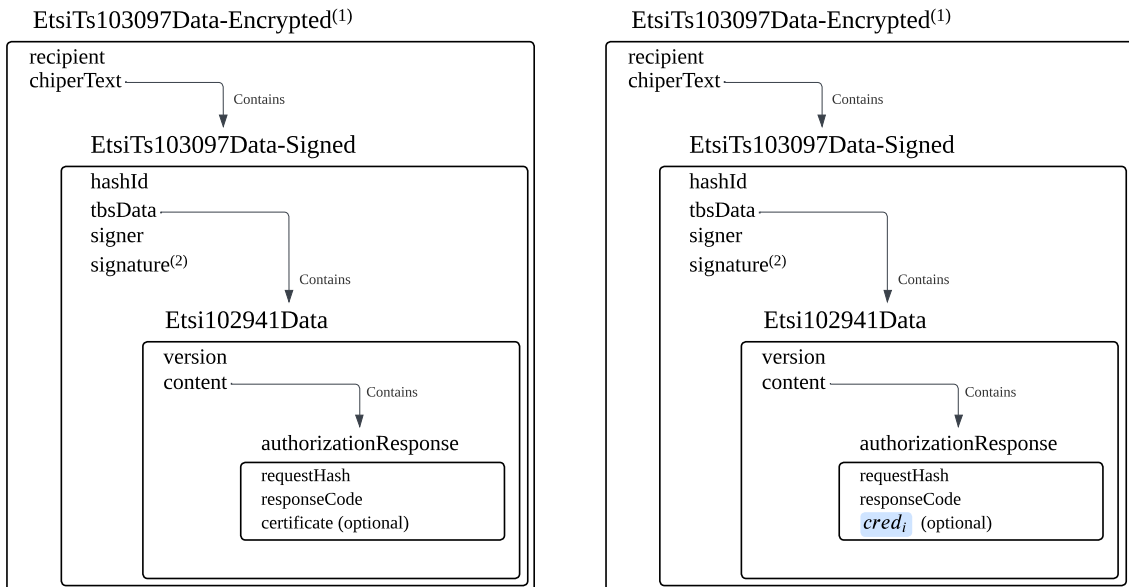 EtsiTs103097Data-Encrypted(1)
recipient
chiperText
Contains
EtsiTs103097Data-Signed
hashId
tbsData
signer
signature(2)
Contains
Etsi102941Data
version
content
Contains
authorizationResponse
requestHash
responseCode
certificate (optional)
EtsiTs103097Data-Encrypted(1)
recipient
chiperText
Contains
EtsiTs103097Data-Signed
hashId
tbsData
signer
signature(2)
Contains
Etsi102941Data
version
content
Contains
authorizationResponse
requestHash
responseCode
cred_i (optional)